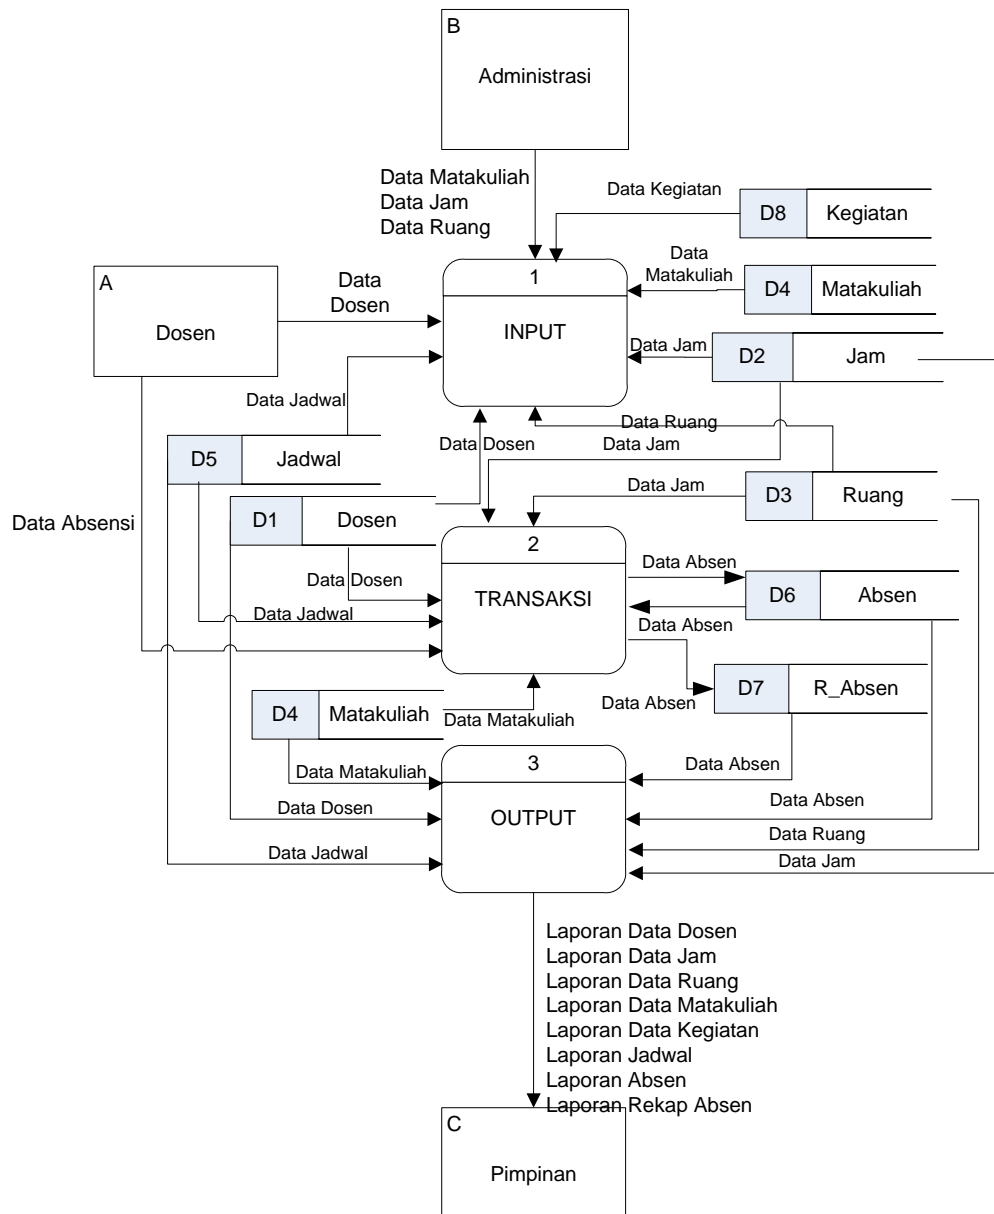 B
Administrasi
Data Matakuliah
Data Jam
Data Ruang
Data Kegiatan
D8
Kegiatan
A
Dosen
Data
Dosen
1
INPUT
Data
Matakuliah
D4
Matakuliah
Data Jam
D2
Jam
Data Jadwal
Data Ruang
Data Dosen
Data Jam
D5
Jadwal
Data Jam
D3
Ruang
Data Absensi
D1
Dosen
2
TRANSAKSI
Data Absen
D6
Absen
Data Dosen
Data Jadwal
Data Absen
D7
R_Absen
Data Absen
D4
Matakuliah
Data Matakuliah
3
OUTPUT
Data Matakuliah
Data Absen
Data Dosen
Data Absen
Data Ruang
Data Jadwal
Data Jam
Laporan Data Dosen
Laporan Data Jam
Laporan Data Ruang
Laporan Data Matakuliah
Laporan Data Kegiatan
Laporan Jadwal
Laporan Absen
Laporan Rekap Absen
C
Pimpinan